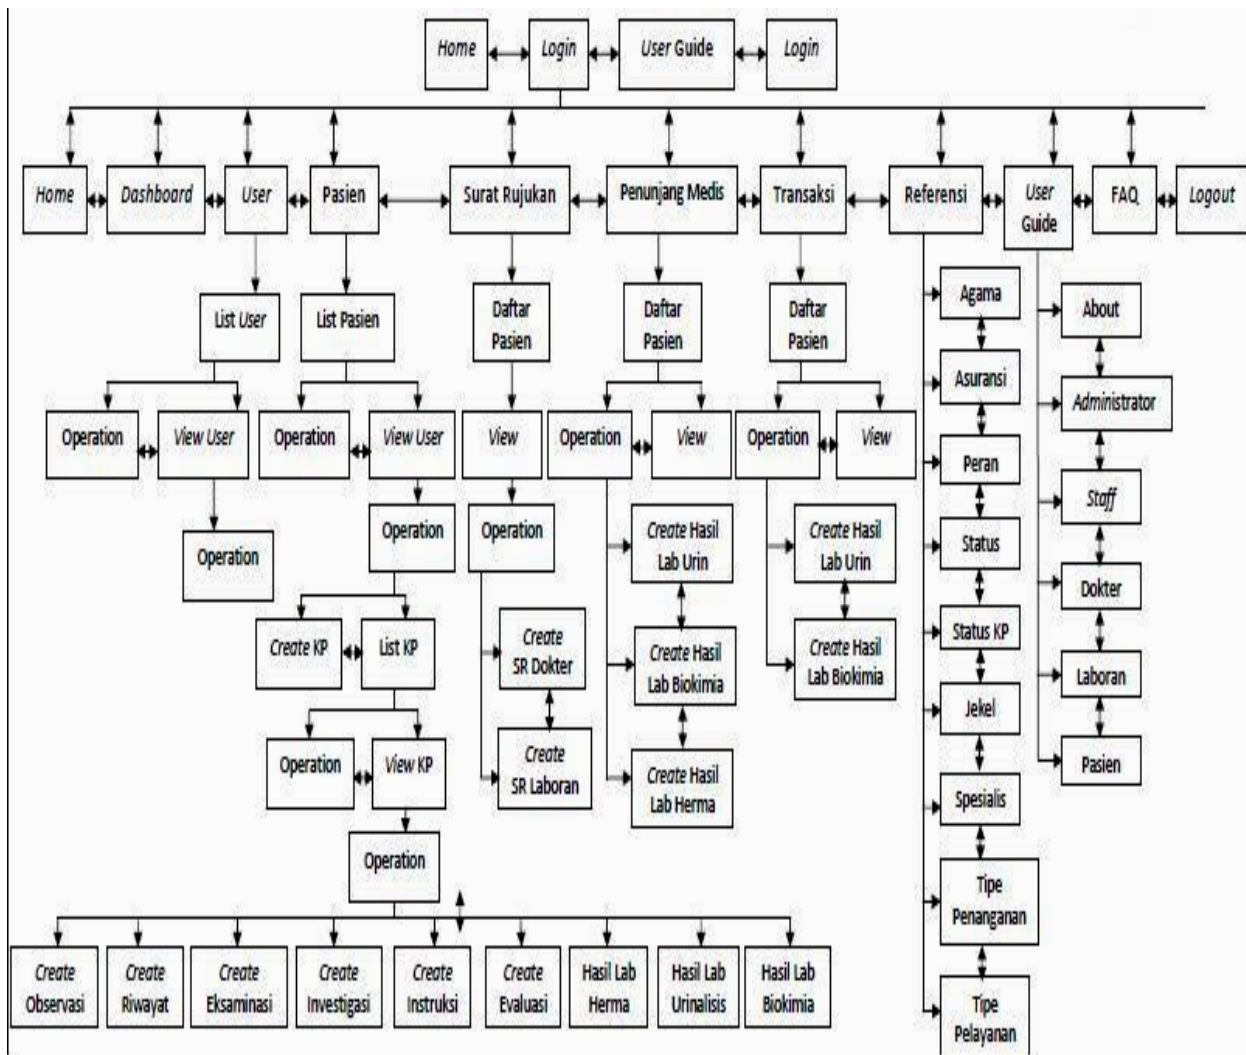 Home
Login
User Guide
Login
Home
Dashboard
User
Pasien
Surat Rujukan
Penunjang Medis
Transaksi
Referensi
User
Guide
FAQ
Logout
List User
List Pasien
Daftar
Pasien
Daftar
Pasien
Daftar
Pasien
Agama
About
Asuransi
Administrator
Operation
View User
Operation
View User
View
Operation
View
Operation
View
Peran
Staff
Operation
Operation
Operation
Create Hasil
Lab Urin
Create Hasil
Lab Urin
Status
Dokter
Create KP
List KP
Create
SR Dokter
Create Hasil
Lab Biokimia
Create Hasil
Lab Biokimia
Status KP
Laboran
Jekel
Operation
View KP
Create
SR Laboran
Create Hasil
Lab Herma
Pasien
Spesialis
Operation
Tipe
Penanganan
Create
Observasi
Create
Riwayat
Create
Eksaminasi
Create
Investigasi
Create
Instruksi
Create
Evaluasi
Hasil Lab
Herma
Hasil Lab
Urinalisis
Hasil Lab
Biokimia
Tipe
Pelayanan